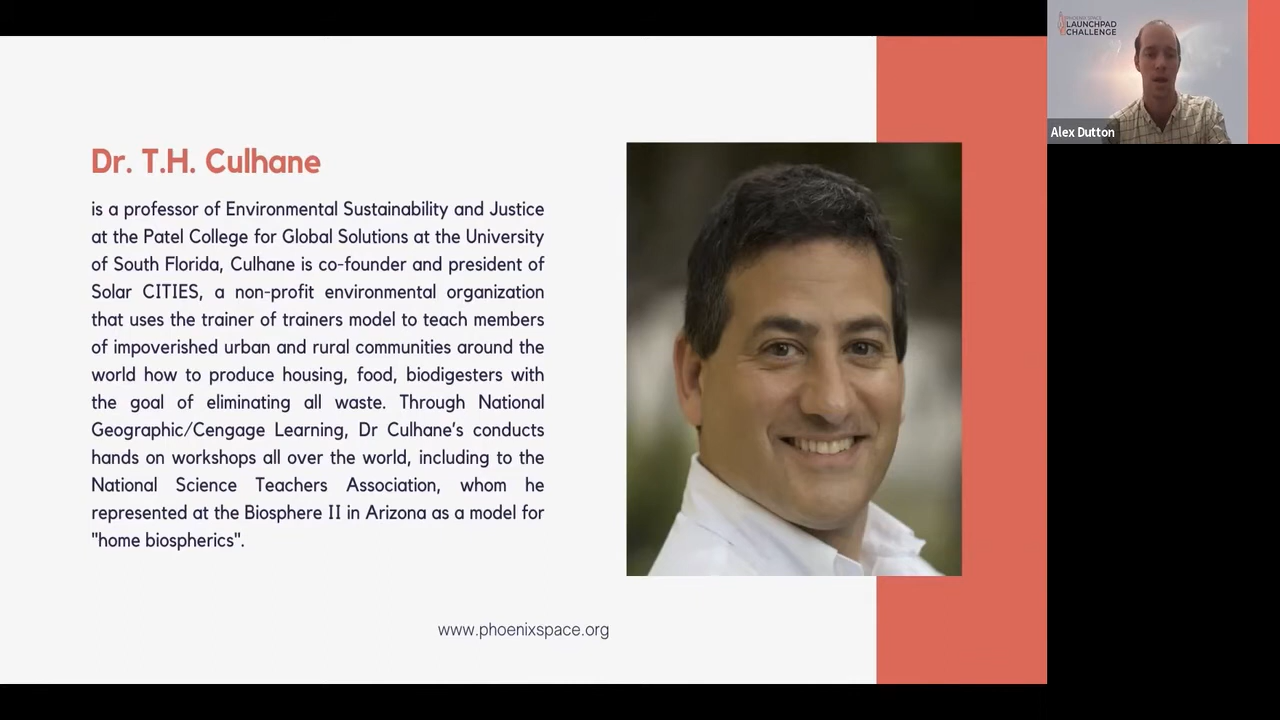 Dr. T.H. Culhane
is a professor of Environmental Sustainability and Justice
at the Patel College for Global Solutions at the University
of South Florida, Culhane is co-founder and president of
Solar CITIES, a non-profit environmental organization
that uses the trainer of trainers model to teach members
of impoverished urban and rural communities around the
world how to produce housing, food, biodigesters with
the goal of eliminating all waste. Through National
Geographic/Cengage Learning, Dr Culhane's conducts
hands on workshops all over the world, including to the
National Science Teachers Association, whom he
represented at the Biosphere II in Arizona as a model for
"home biospherics".
www.phoenixspace.org
PHOENIX SPACE
LAUNCHPAD
CHALLENGE
Alex Dutton